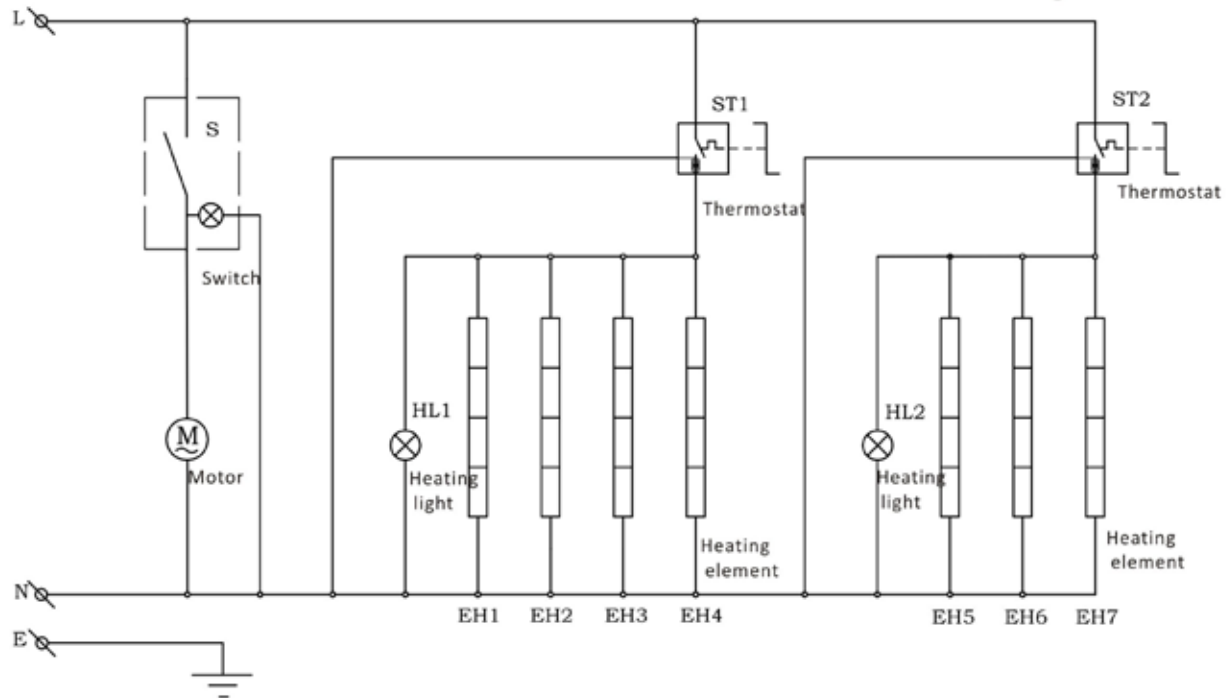 L
S
ST1
ST2
Thermostat
Thermostat
Switch
HL1
HL2
M
Motor
Heating
light
Heating
light
Heating
element
Heating
element
N
EH1 EH2 EH3 EH4 EH5 EH6 EH7
E